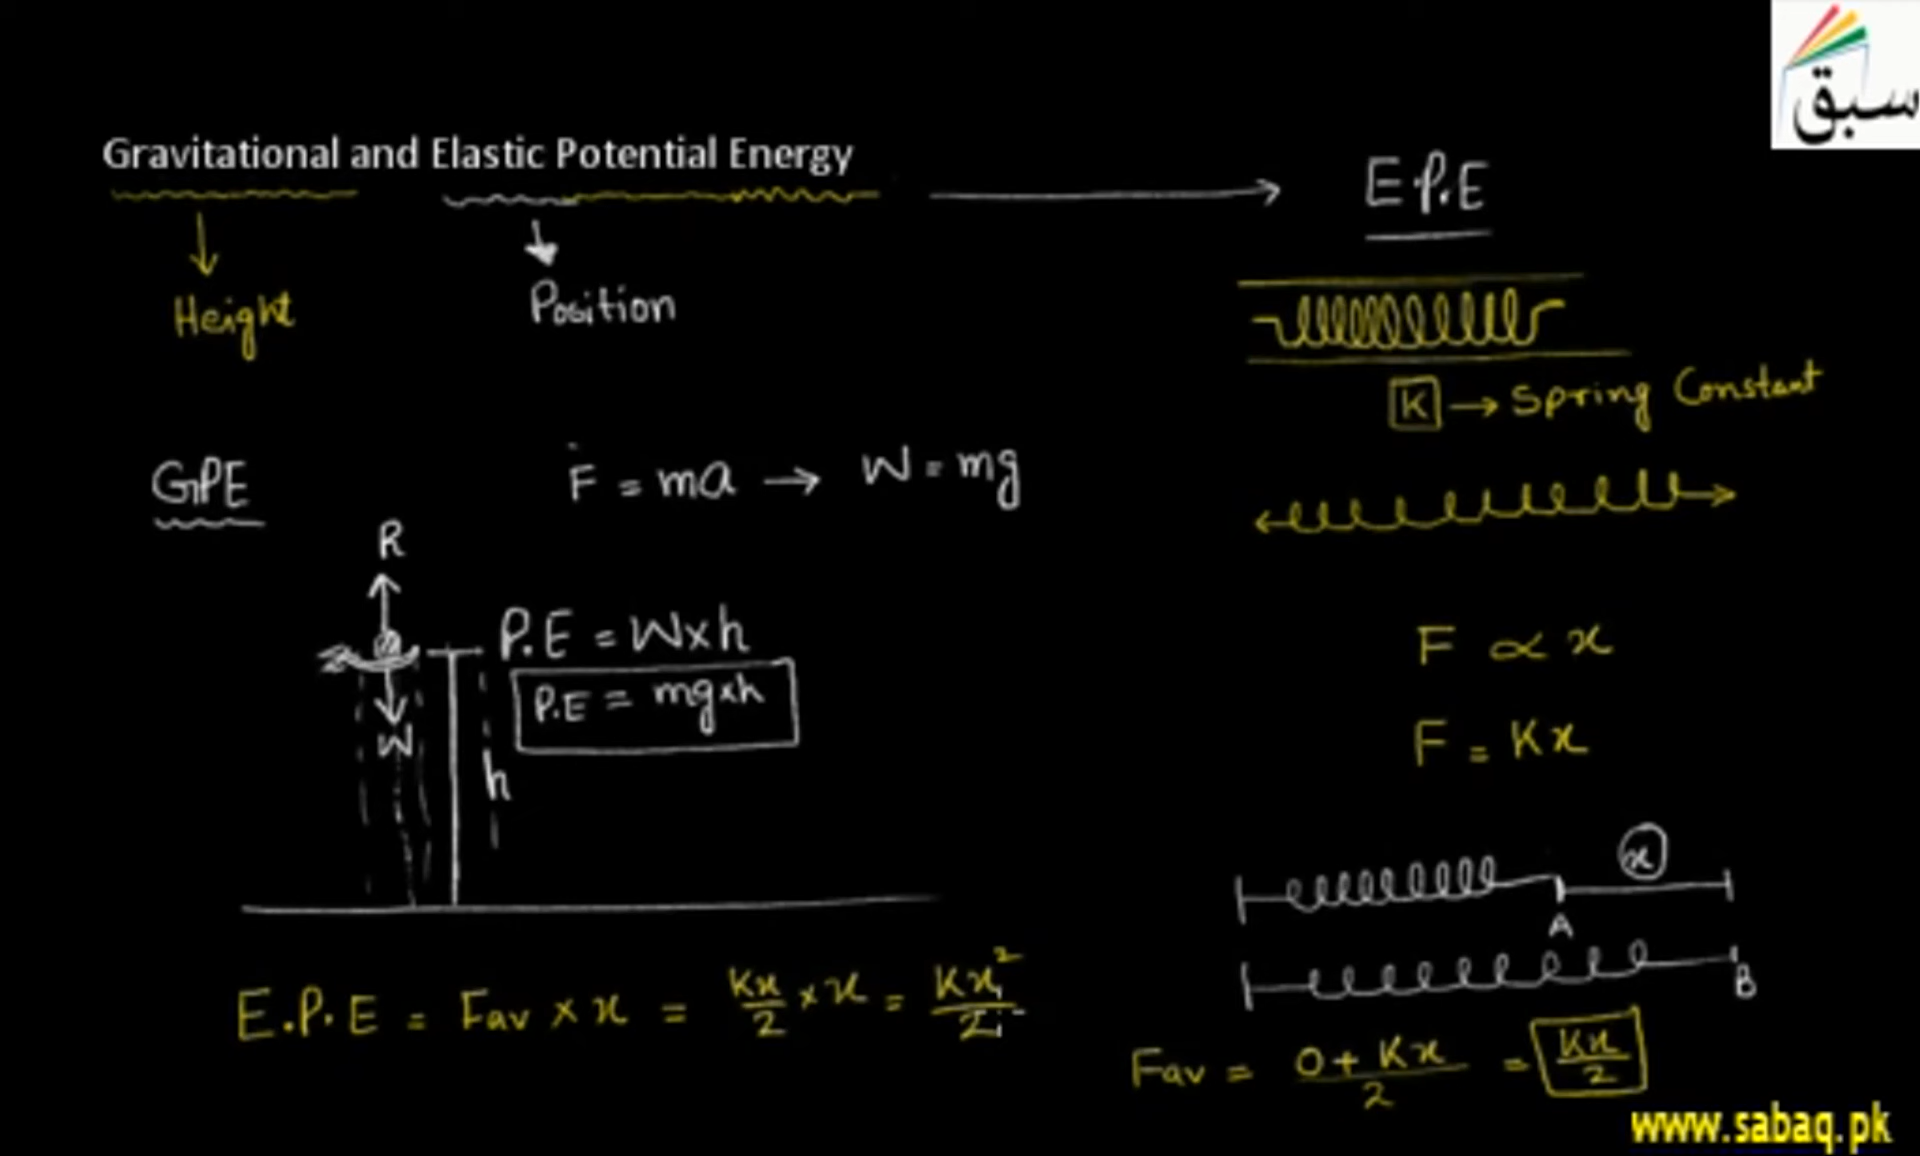 سبق
Gravitational and Elastic Potential Energy
E.P.E
Height
Position
K → Spring Constant
GPE
F = ma → W = mg
R
P.E = W×h
P.E = mg×h
W
h
F ∝ x
F = Kx
x
A
B
E.P.E = Fav × x = Kx/2 × x = Kx²/2
Fav = 0 + Kx/2 = Kx/2
www.sabaq.pk